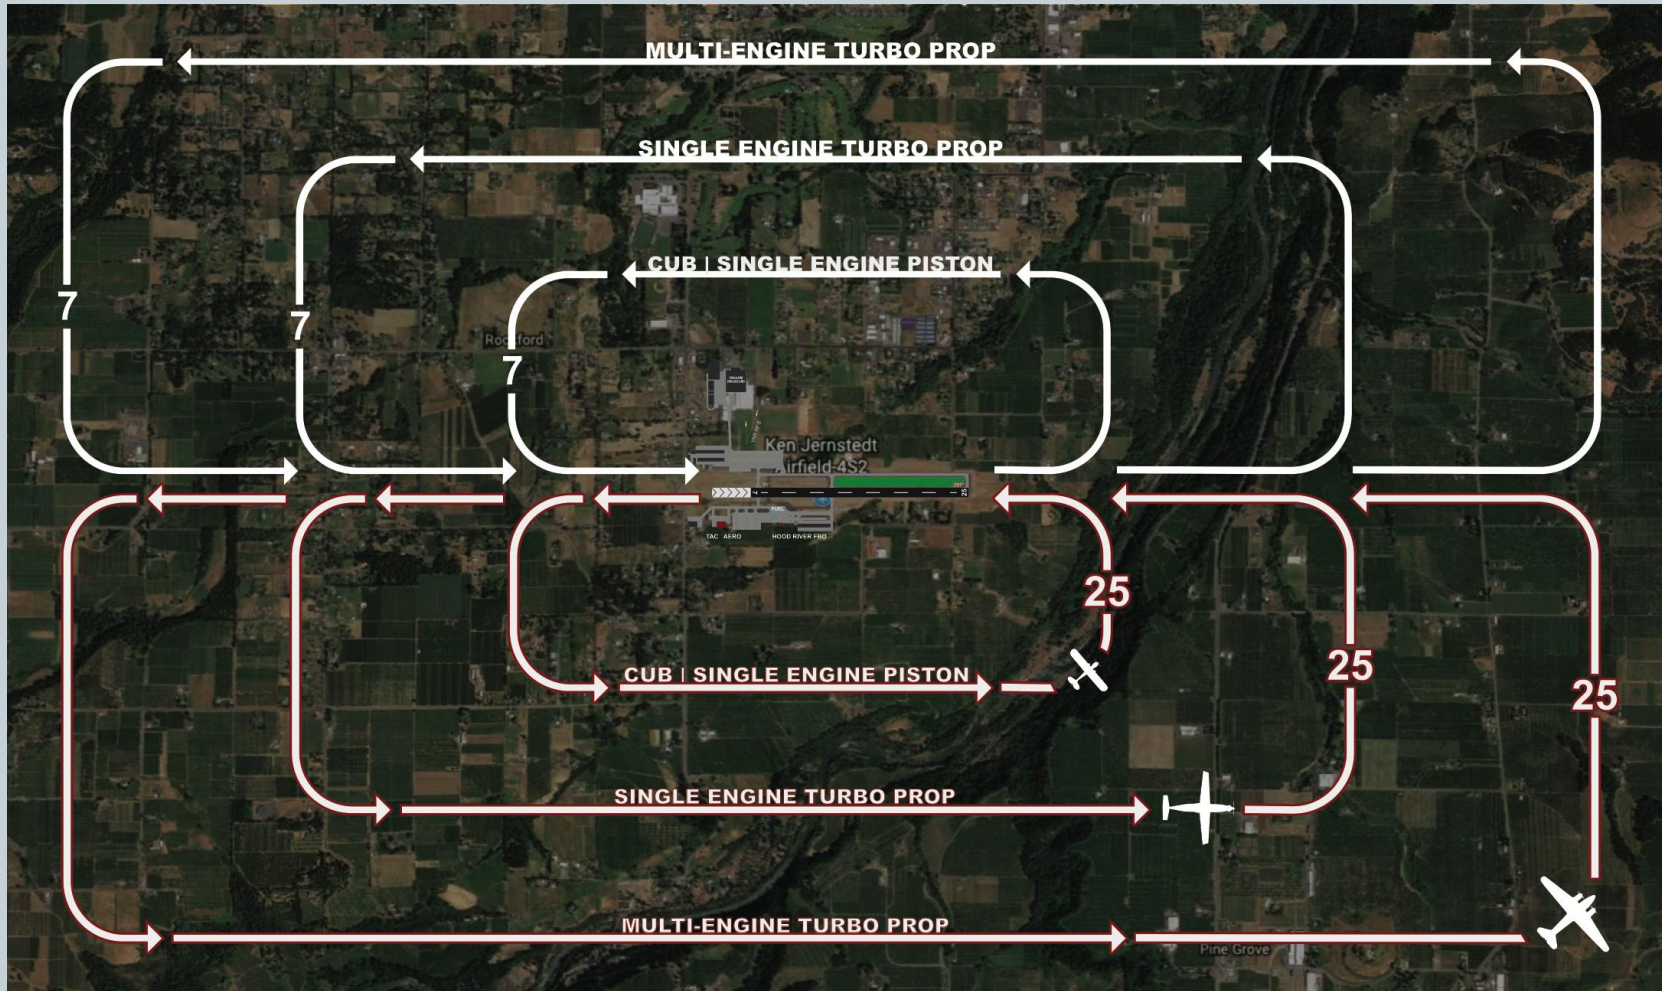 MULTI-ENGINE TURBO PROP
SINGLE ENGINE TURBO PROP
CUB | SINGLE ENGINE PISTON
7
7
Rockford
7
Ken Jernstedt
Airfield-4S2
25
FUEL
TAC AERO
HOOD RIVER FBO
25
CUB | SINGLE ENGINE PISTON
25
25
SINGLE ENGINE TURBO PROP
MULTI-ENGINE TURBO PROP
Pine Grove